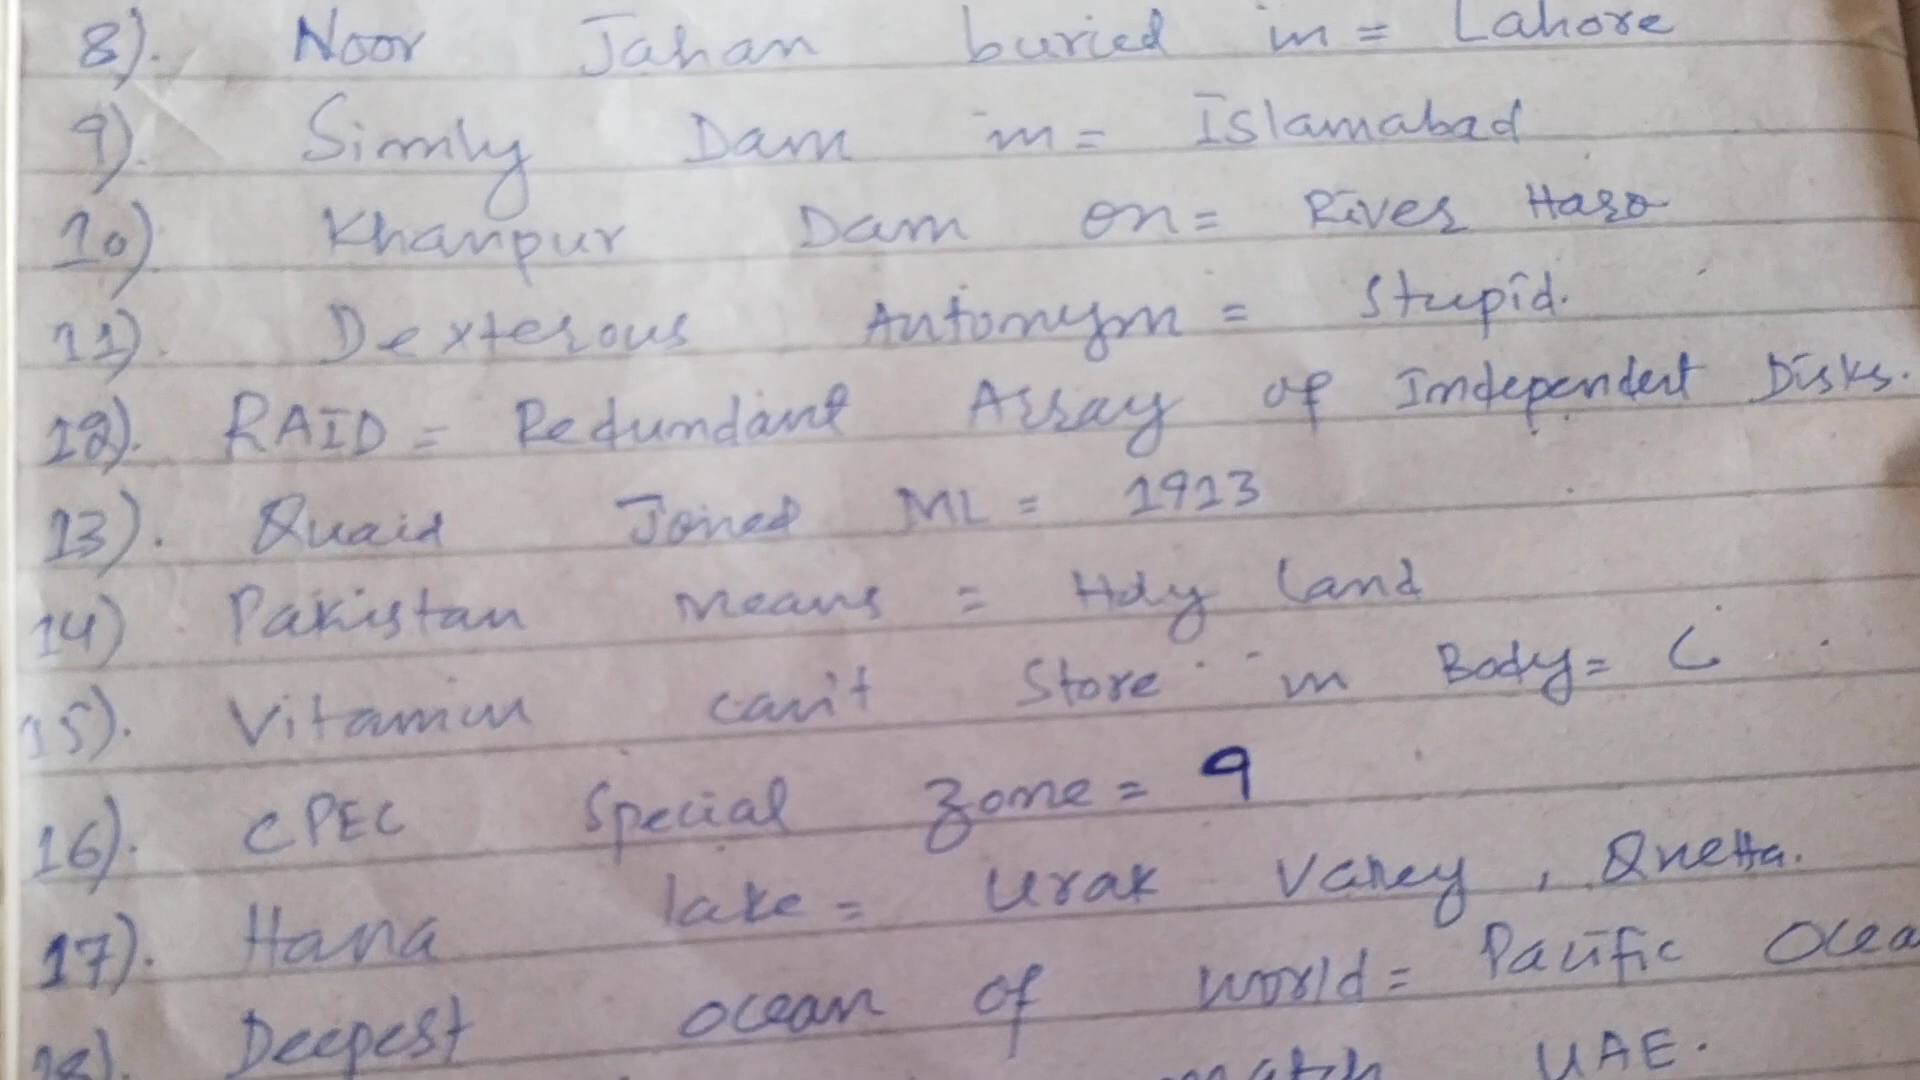 8). Noor Jahan buried in = Lahore
9). Simly Dam in = Islamabad
10) Khanpur Dam on = River Haro
11). Dexterous Antonym = Stupid.
12). RAID = Redundant Array of Independent Disks.
13). Quaid Joined ML = 1913
14) Pakistan means = Holy Land
15). Vitamin can't Store in Body = C
16). CPEC Special Zone = 9
17). Hana lake = Urak Valley, Quetta.
18). Deepest ocean of world = Pacific Ocea
match UAE.